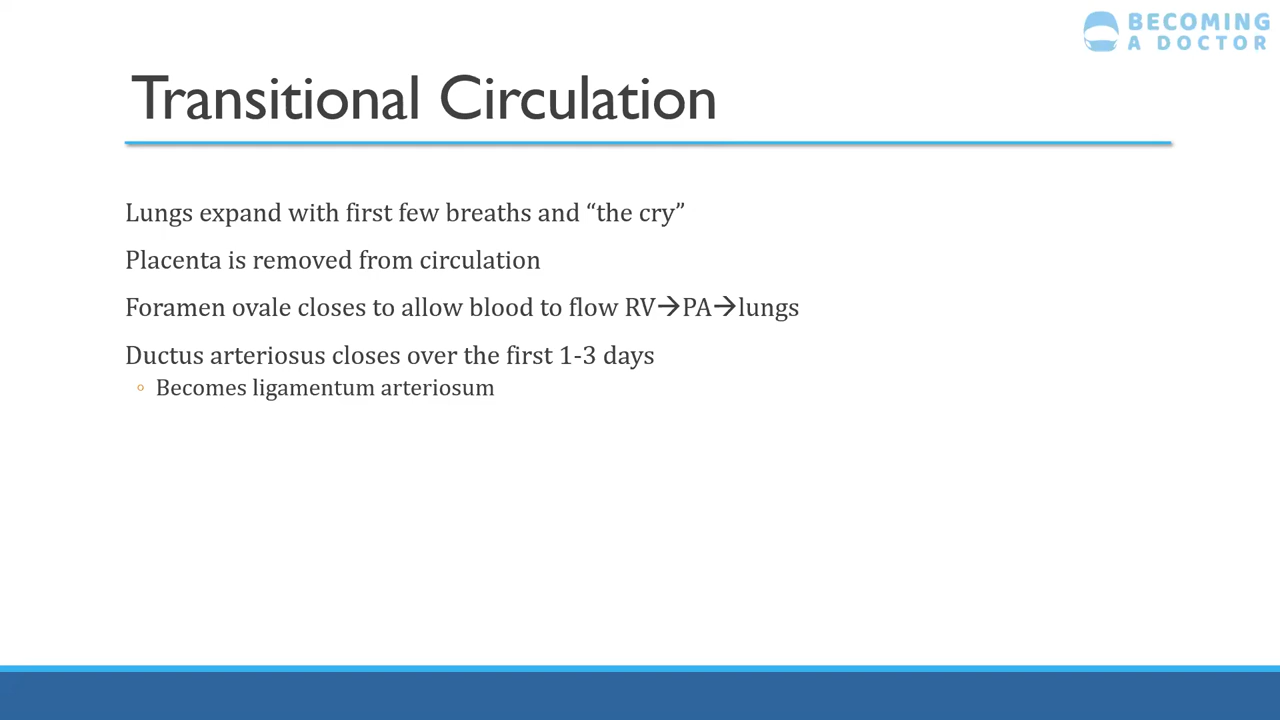 BECOMING
A DOCTOR
Transitional Circulation
Lungs expand with first few breaths and “the cry”
Placenta is removed from circulation
Foramen ovale closes to allow blood to flow RV→PA→lungs
Ductus arteriosus closes over the first 1-3 days
◦ Becomes ligamentum arteriosum